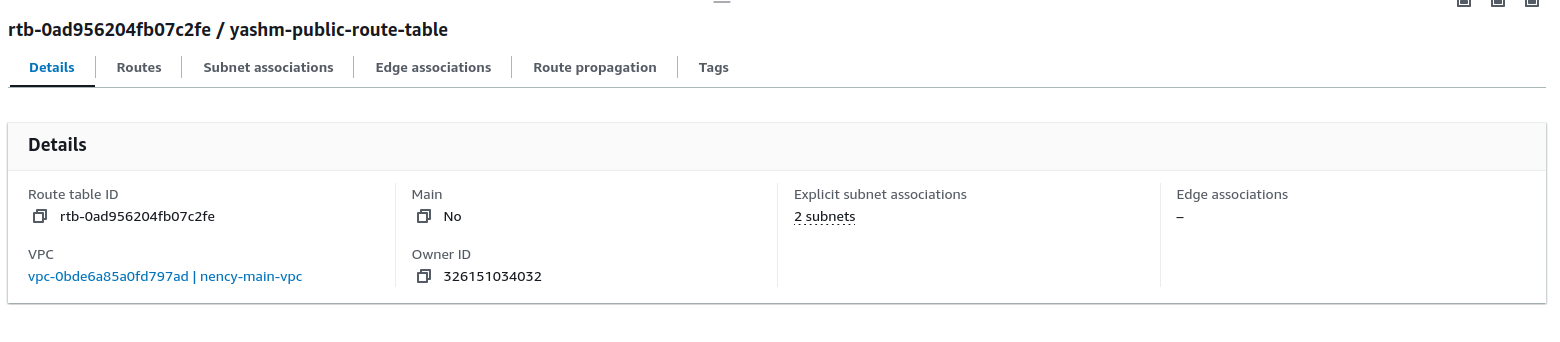 rtb-0ad956204fb07c2fe / yashm-public-route-table
Details
Routes
Subnet associations
Edge associations
Route propagation
Tags
Details
Route table ID
rtb-0ad956204fb07c2fe
Main
No
Explicit subnet associations
2 subnets
Edge associations
–
VPC
vpc-0bde6a85a0fd797ad | nency-main-vpc
Owner ID
326151034032